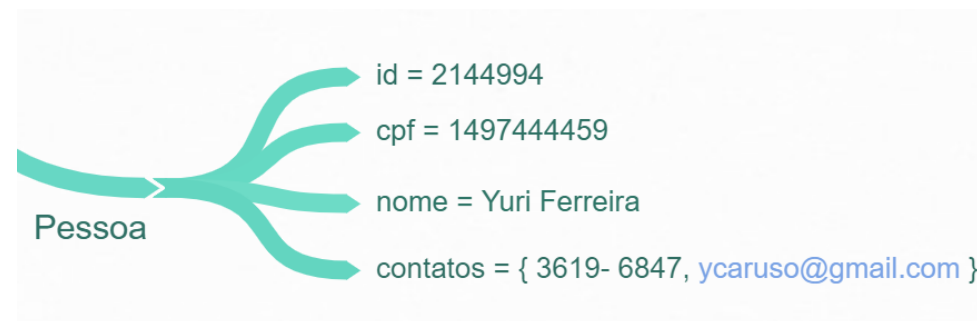 id = 2144994
cpf = 1497444459
nome = Yuri Ferreira
Pessoa
contatos = { 3619- 6847, ycaruso@gmail.com }